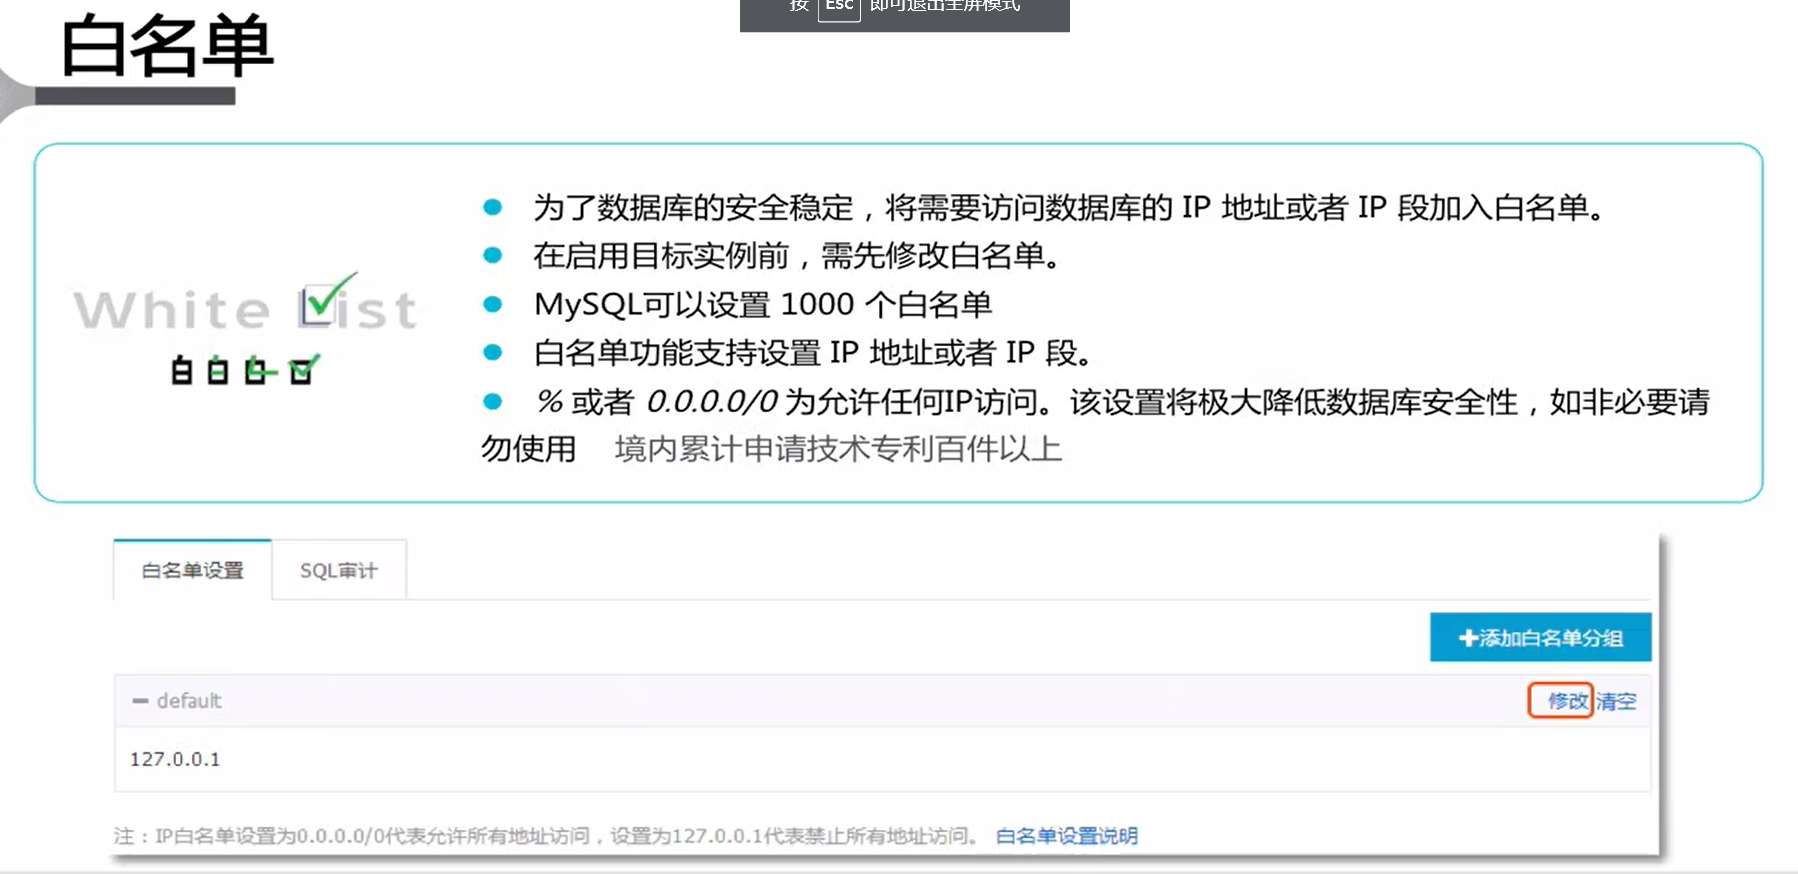 按 Esc 即可退出全屏模式
白名单
为了数据库的安全稳定，将需要访问数据库的 IP 地址或者 IP 段加入白名单。
在启用目标实例前，需先修改白名单。
MySQL可以设置 1000 个白名单
白名单功能支持设置 IP 地址或者 IP 段。
% 或者 0.0.0.0/0 为允许任何IP访问。该设置将极大降低数据库安全性，如非必要请
勿使用 境内累计申请技术专利百件以上
White List
白名单设置 SQL审计
+添加白名单分组
default 修改 清空
127.0.0.1
注：IP白名单设置为0.0.0.0/0代表允许所有地址访问，设置为127.0.0.1代表禁止所有地址访问。 白名单设置说明